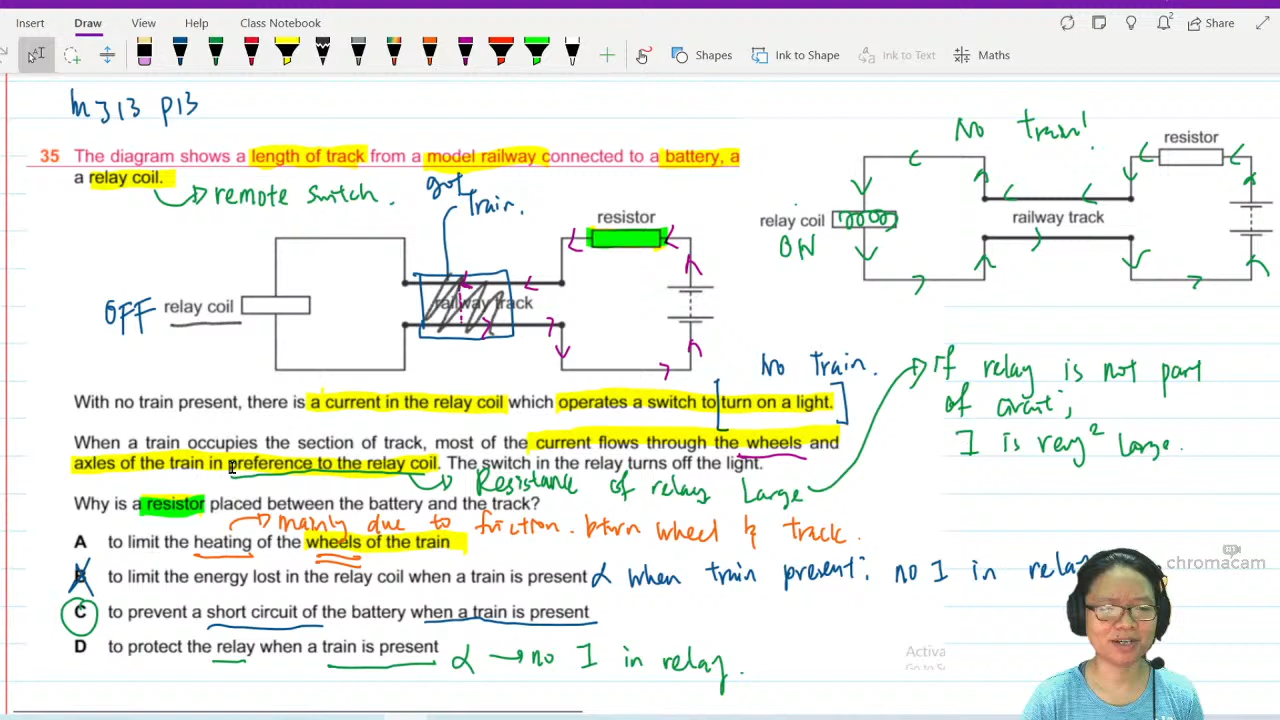 Insert Draw View Help Class Notebook Share
Shapes Ink to Shape Ink to Text Maths
mj13 p13
35 The diagram shows a length of track from a model railway connected to a battery, a
a relay coil.
remote switch.
got
train.
resistor
OFF relay coil
railway track
No train!
resistor
relay coil
railway track
ON
No train.
With no train present, there is a current in the relay coil which operates a switch to turn on a light.
When a train occupies the section of track, most of the current flows through the wheels and
axles of the train in preference to the relay coil. The switch in the relay turns off the light.
Resistance of relay Large
If relay is not part
of circuit,
I is very² large.
Why is a resistor placed between the battery and the track?
mainly due to friction. btwn wheel & track.
A to limit the heating of the wheels of the train
B to limit the energy lost in the relay coil when a train is present
when train present: no I in relay
C to prevent a short circuit of the battery when a train is present
D to protect the relay when a train is present
no I in relay.
chromacam
Activa
Go to Se